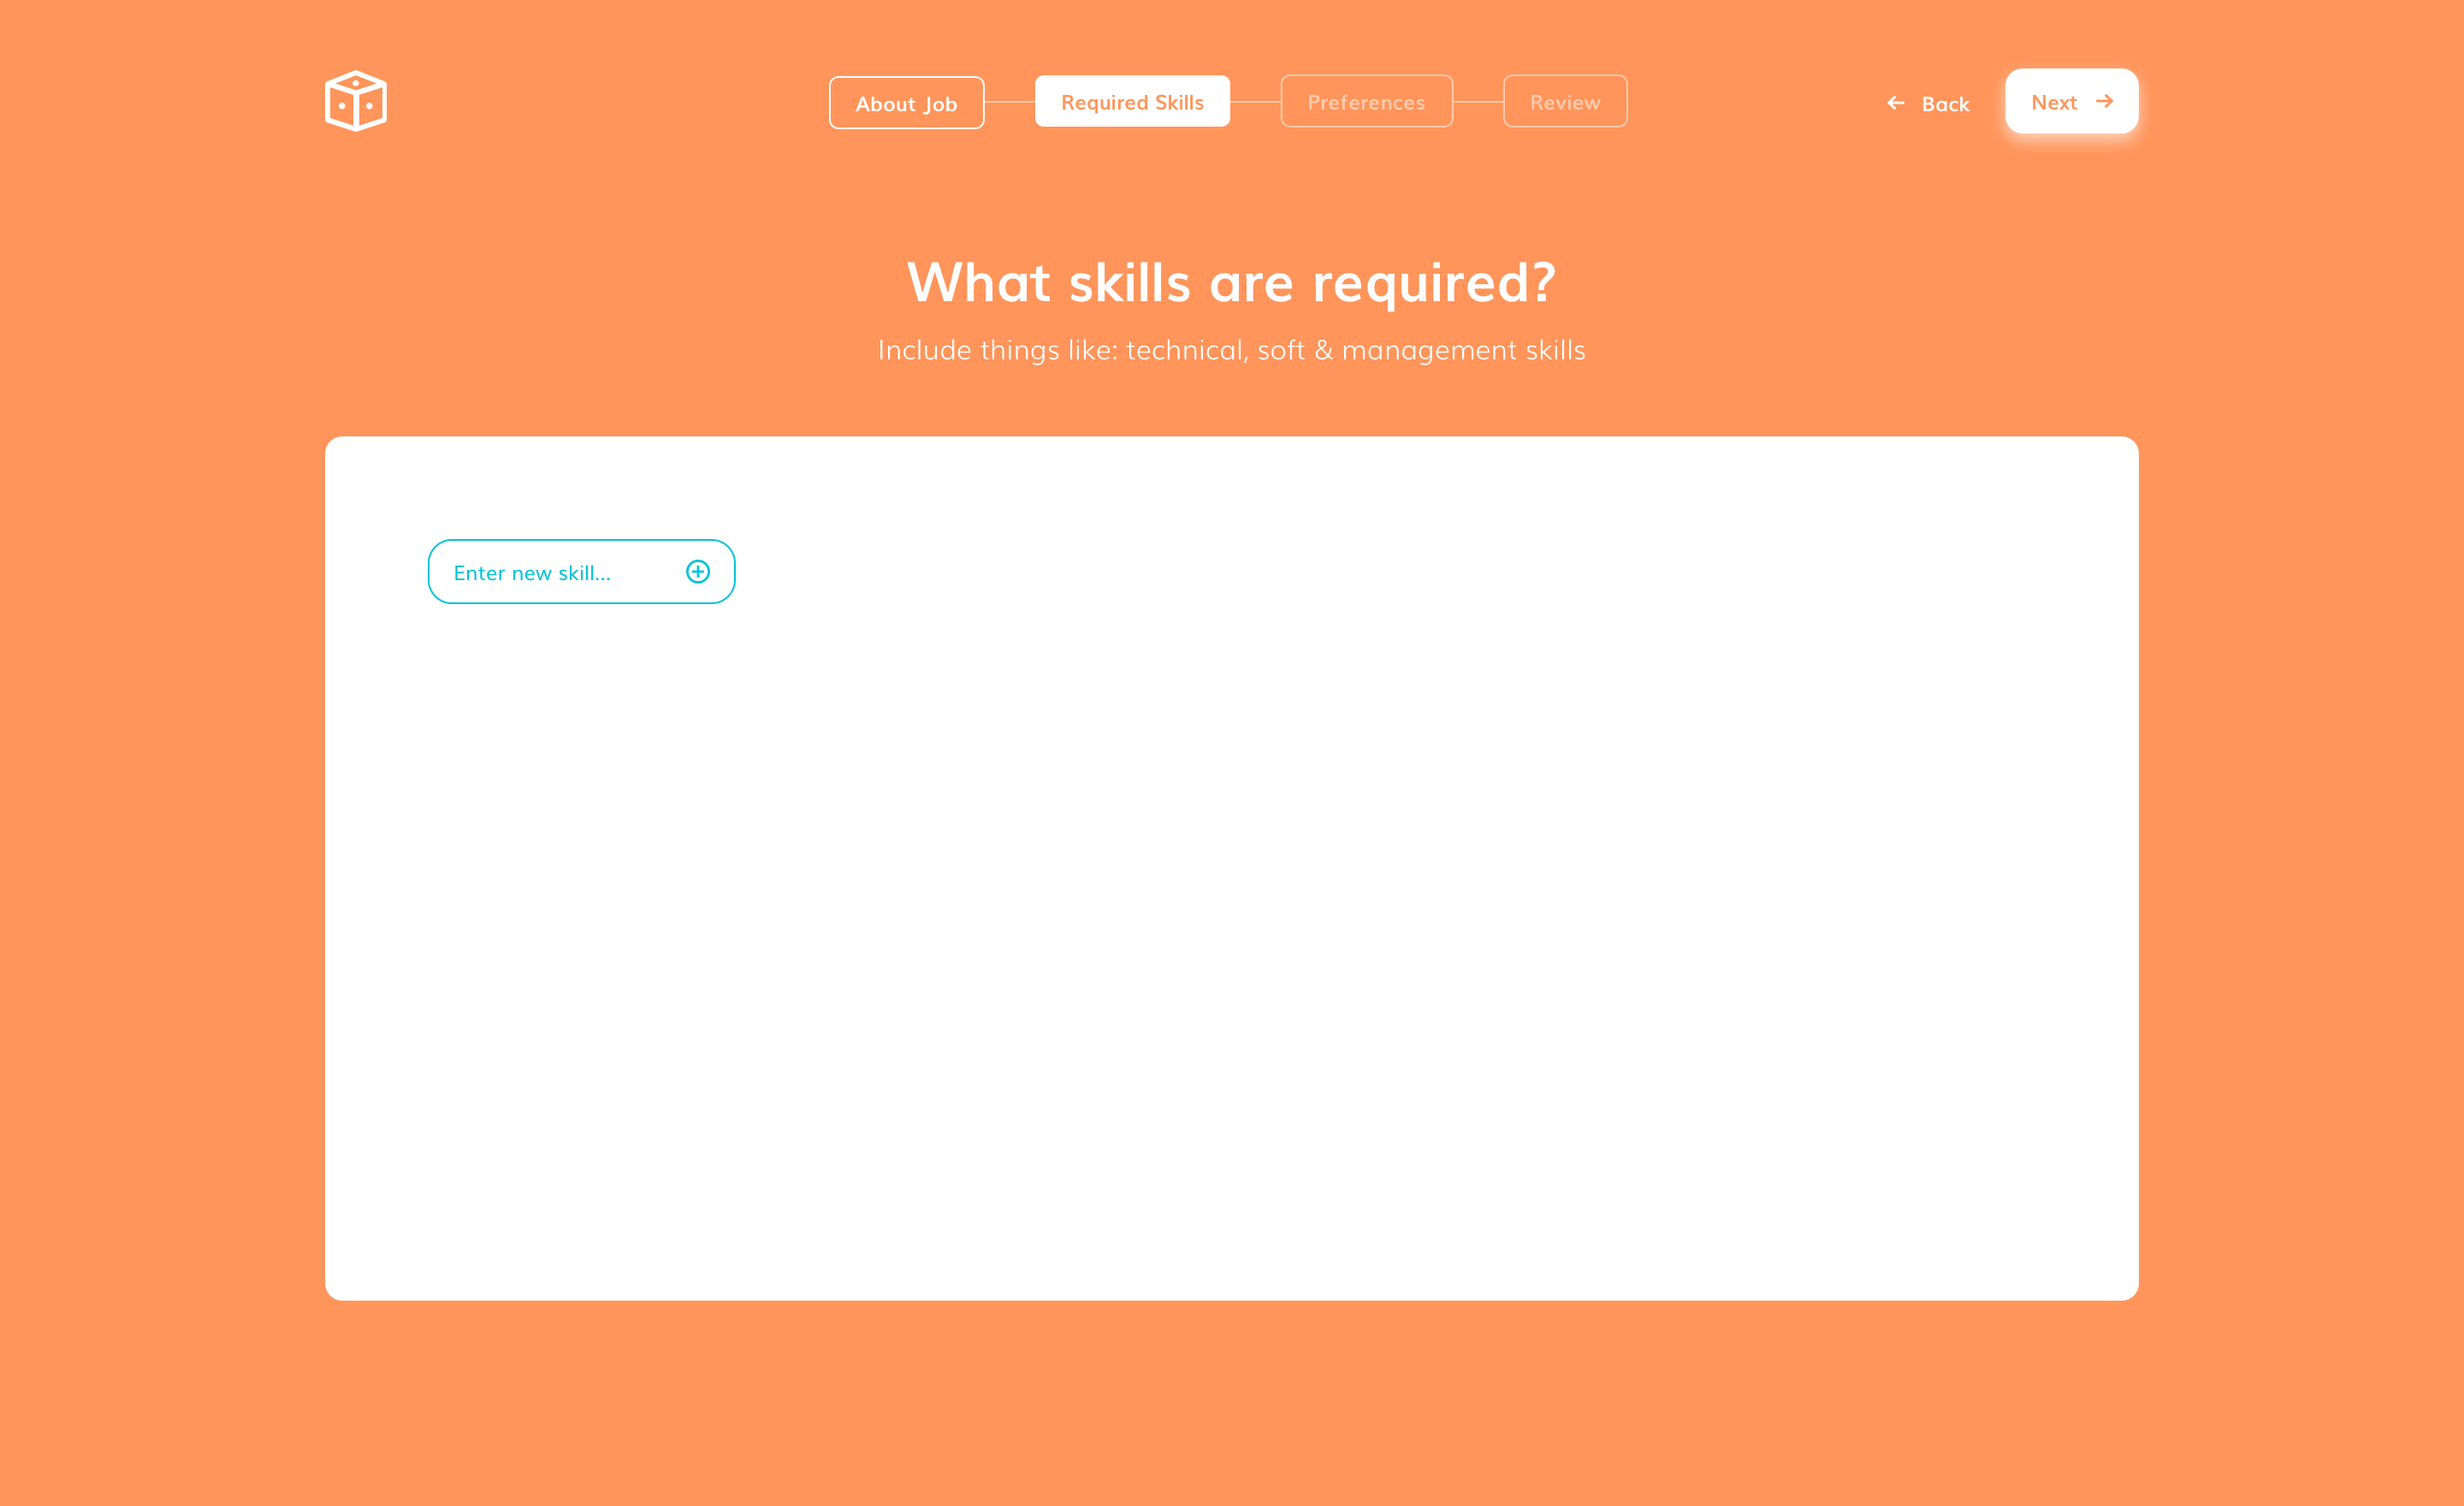 About Job
Required Skills
Preferences
Review
Back
Next
What skills are required?
Include things like: technical, soft & management skills
Enter new skill...